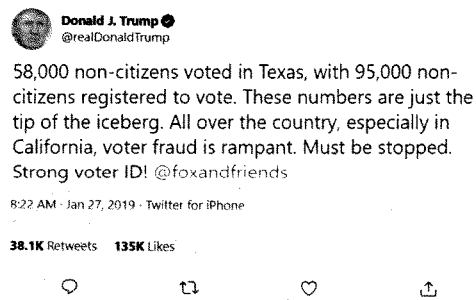 Donald J. Trump
@realDonaldTrump
58,000 non-citizens voted in Texas, with 95,000 non-
citizens registered to vote. These numbers are just the
tip of the iceberg. All over the country, especially in
California, voter fraud is rampant. Must be stopped.
Strong voter ID! @foxandfriends
8:22 AM · Jan 27, 2019 · Twitter for iPhone
38.1K Retweets 135K Likes